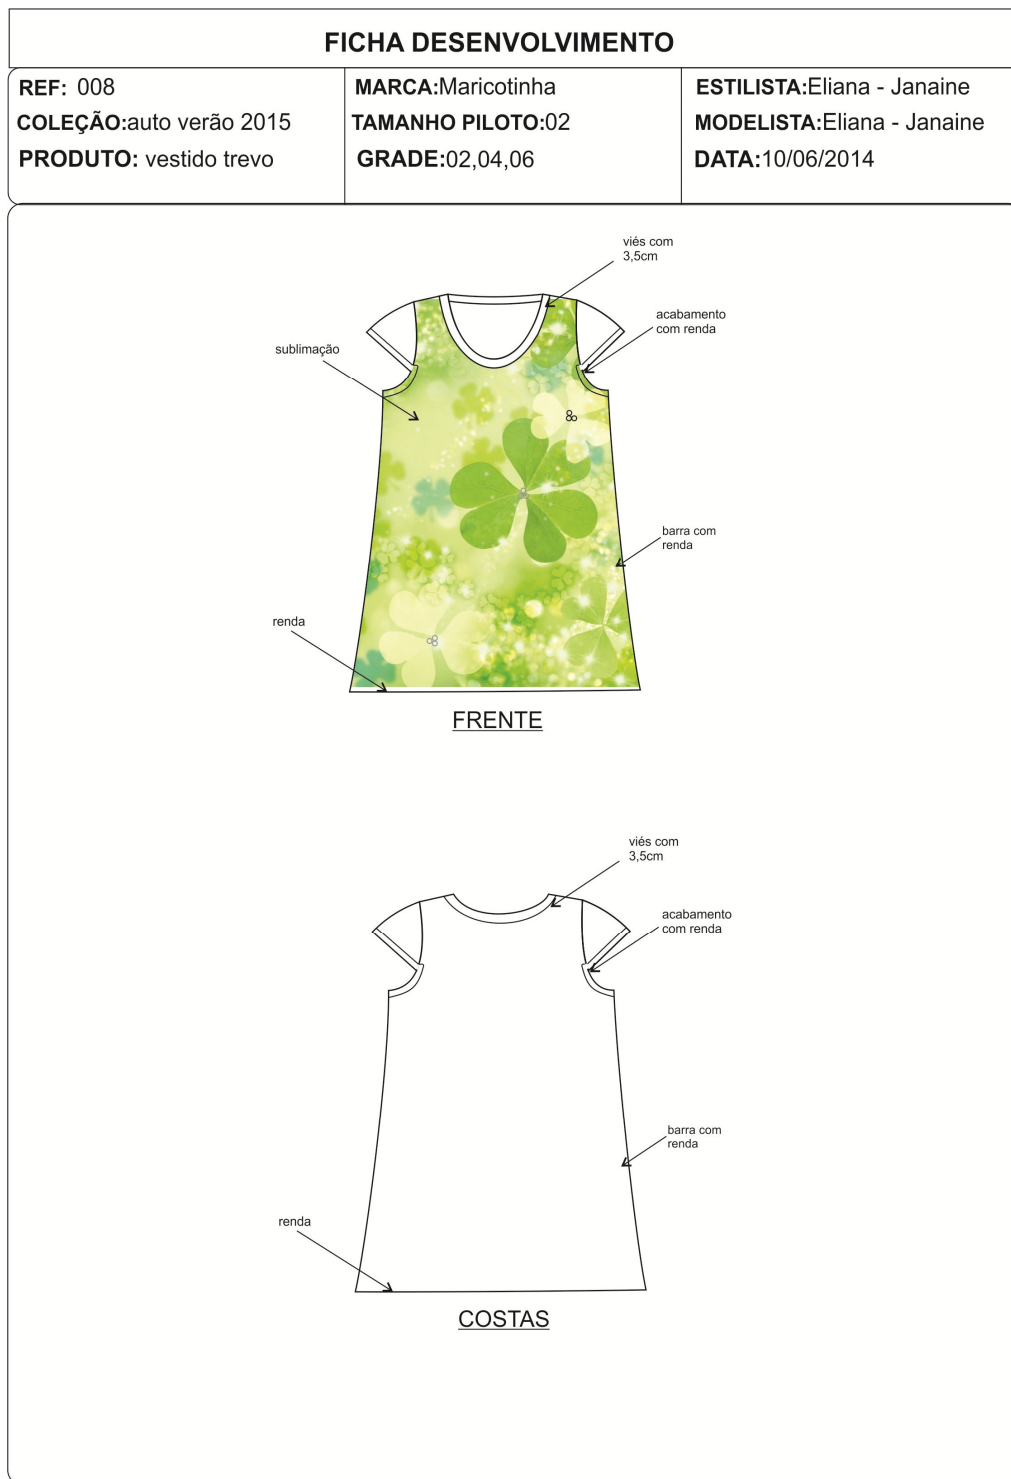 FICHA DESENVOLVIMENTO
REF: 008
COLEÇÃO:auto verão 2015
PRODUTO: vestido trevo
MARCA:Maricotinha
TAMANHO PILOTO:02
GRADE:02,04,06
ESTILISTA:Eliana - Janaine
MODELISTA:Eliana - Janaine
DATA:10/06/2014
viés com
3,5cm
acabamento
com renda
sublimação
barra com
renda
renda
FRENTE
viés com
3,5cm
acabamento
com renda
barra com
renda
renda
COSTAS